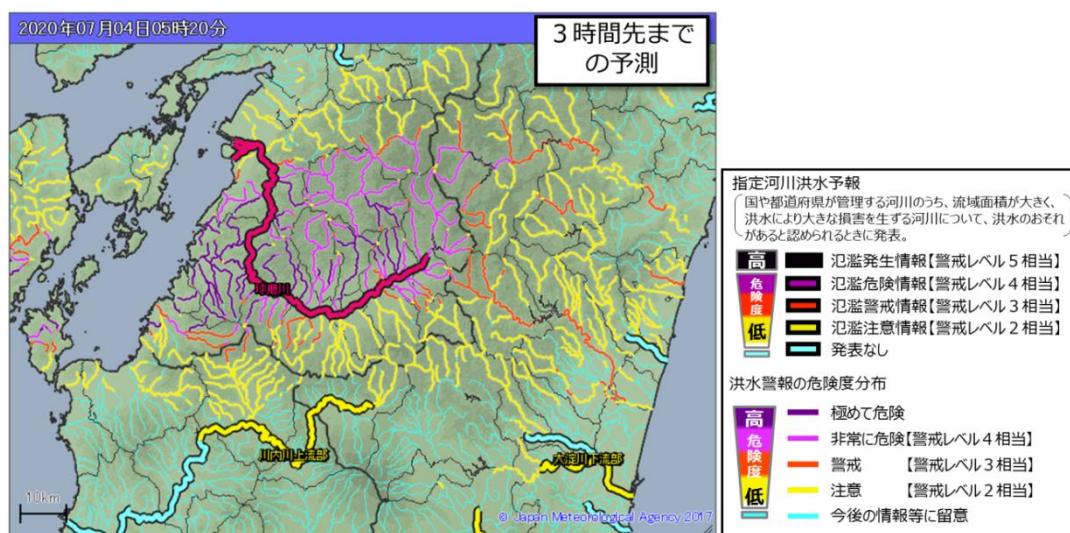 2020年07月04日05時20分
３時間先まで
の予測
球磨川
川内川上流部
大淀川下流部
10km
© Japan Meteorological Agency 2017
指定河川洪水予報
国や都道府県が管理する河川のうち、流域面積が大きく、
洪水により大きな損害を生ずる河川について、洪水のおそれ
があると認められるときに発表。
高
危険度
低
氾濫発生情報【警戒レベル５相当】
氾濫危険情報【警戒レベル４相当】
氾濫警戒情報【警戒レベル３相当】
氾濫注意情報【警戒レベル２相当】
発表なし
洪水警報の危険度分布
高
危険度
低
極めて危険
非常に危険【警戒レベル４相当】
警戒 【警戒レベル３相当】
注意 【警戒レベル２相当】
今後の情報等に留意